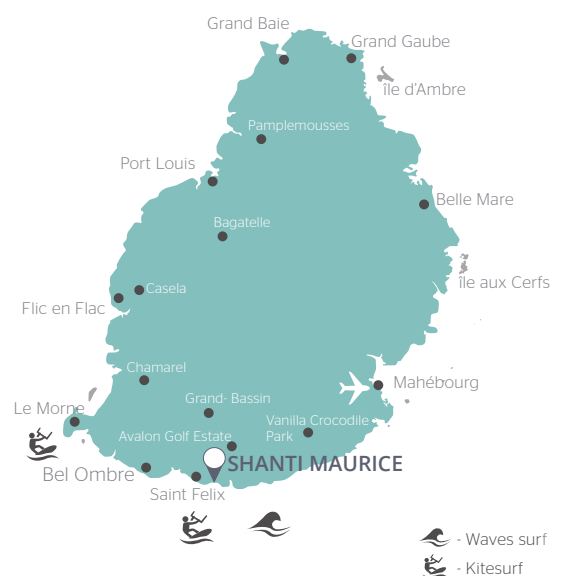 Grand Baie
Grand Gaube
île d'Ambre
Pamplemousses
Port Louis
Belle Mare
Bagatelle
île aux Cerfs
Casela
Flic en Flac
Chamarel
Mahébourg
Grand- Bassin
Le Morne
Vanilla Crocodile
Park
Avalon Golf Estate
SHANTI MAURICE
Bel Ombre
Saint Felix
- Waves surf
- Kitesurf